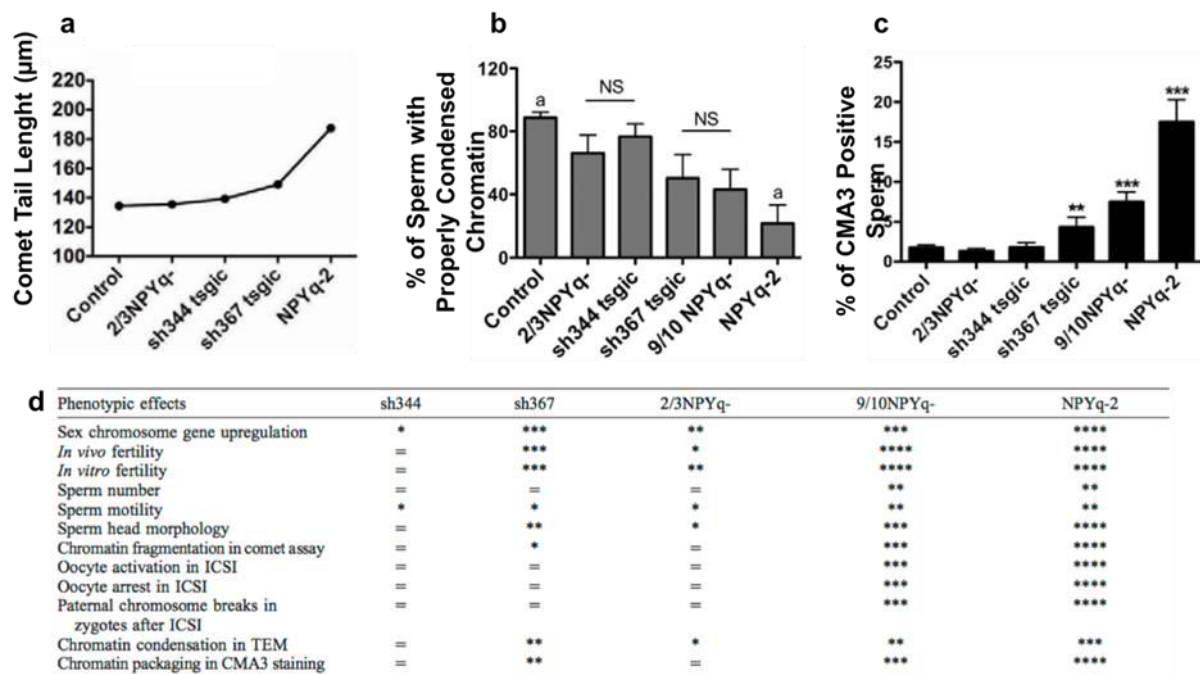 a
Comet Tail Lenght (µm)
220
200
180
160
140
120
100
Control
2/3NPYq-
sh344 tsgic
sh367 tsgic
NPYq-2
b
% of Sperm with
Properly Condensed
Chromatin
120
80
40
0
a
NS
NS
a
Control
2/3NPYq-
sh344 tsgic
sh367 tsgic
9/10 NPYq-
NPYq-2
c
% of CMA3 Positive
Sperm
25
20
15
10
5
0
**
***
***
Control
2/3NPYq-
sh344 tsgic
sh367 tsgic
9/10NPYq-
NPYq-2
d
Phenotypic effects sh344 sh367 2/3NPYq- 9/10NPYq- NPYq-2
Sex chromosome gene upregulation * *** ** *** ****
In vivo fertility = *** * **** ****
In vitro fertility = *** ** **** ****
Sperm number = = = ** **
Sperm motility * * * ** **
Sperm head morphology = ** * *** ****
Chromatin fragmentation in comet assay = * = *** ****
Oocyte activation in ICSI = = = *** ****
Oocyte arrest in ICSI = = = *** ****
Paternal chromosome breaks in = = = *** ****
zygotes after ICSI
Chromatin condensation in TEM = ** * ** ***
Chromatin packaging in CMA3 staining = ** = *** ****